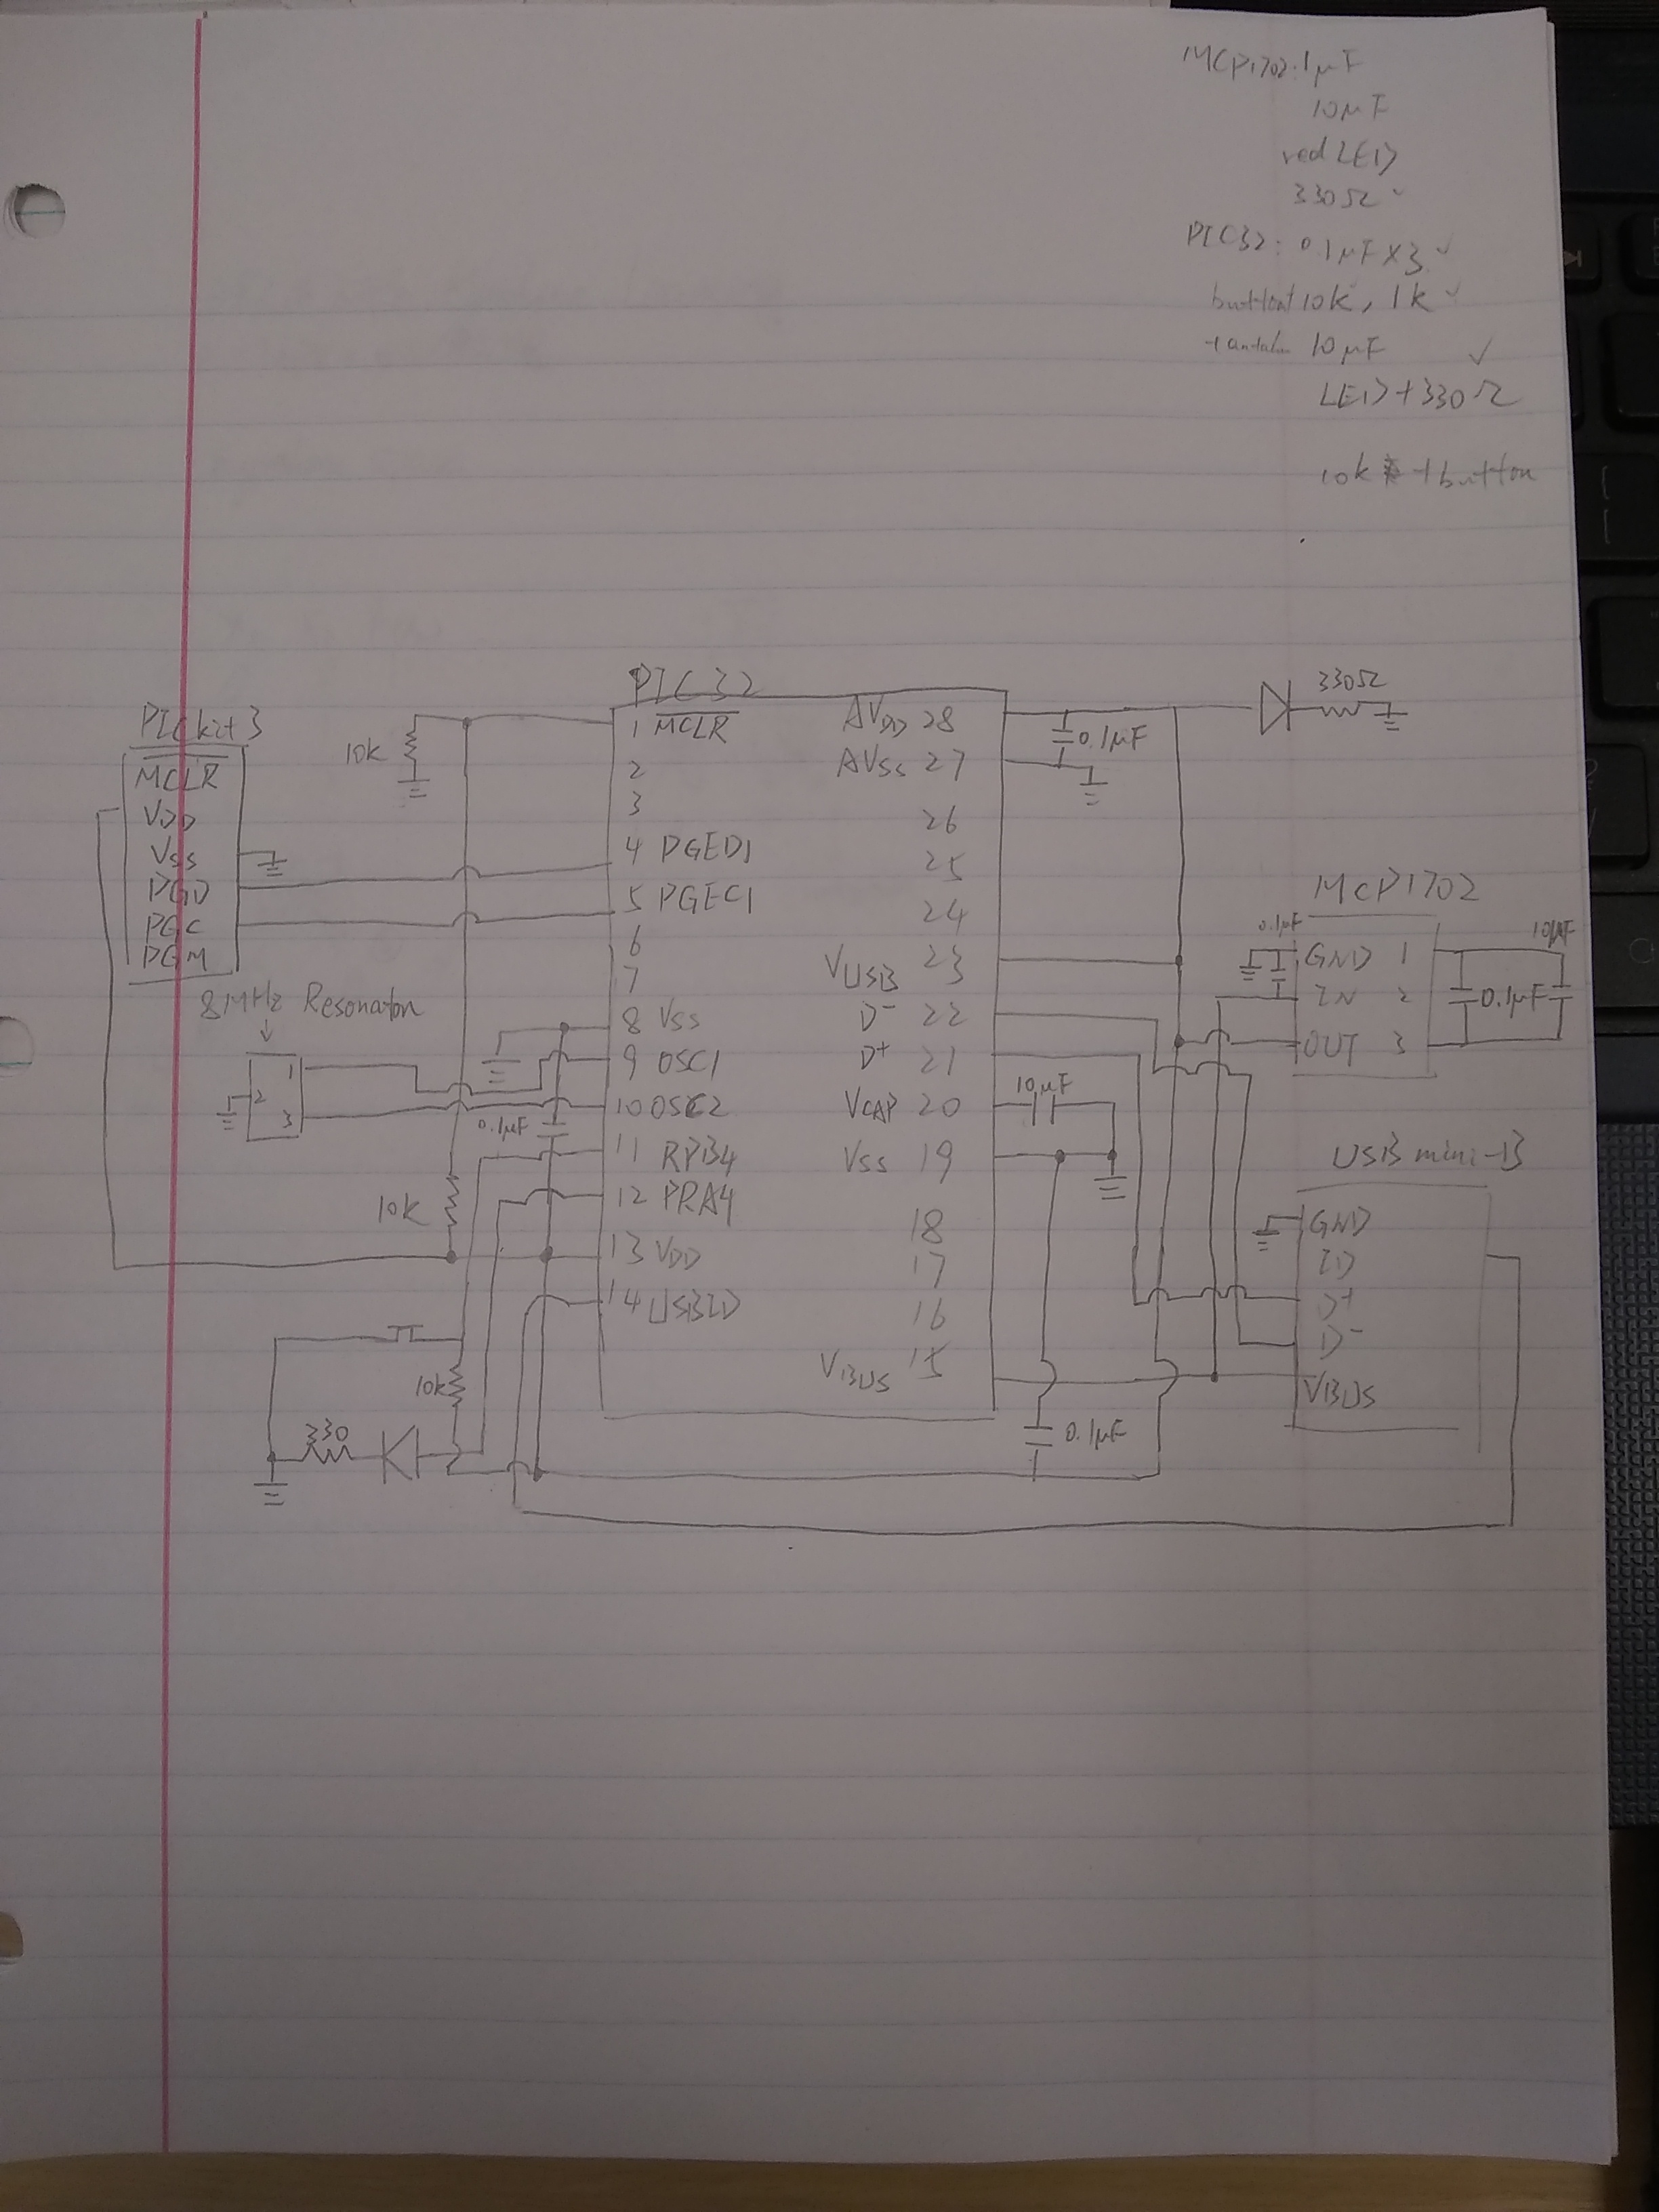 MCP1702: 1μF
10μF
red LED
330Ω ✓
PIC32: 0.1μF×3 ✓
10k, 1k ✓
10μF ✓
LED+330Ω
10k + button
PIC32
330Ω
PICkit3
MCLR
VDD
VSS
PGD
PGC
PGM
10k
1 MCLR
2
3
4 PGED1
5 PGEC1
6
7
8 VSS
9 OSC1
10 OSC2
11 RPB4
12 PRA4
13 VDD
14 USBID
AVDD 28
AVSS 27
26
25
24
VUSB 23
D- 22
D+ 21
VCAP 20
VSS 19
18
17
16
VBUS 15
0.1μF
MCP1702
0.1μF
GND 1
IN 2
OUT 3
10μF
0.1μF
8MHz Resonator
1
2
3
0.1μF
10μF
10k
USB mini-B
GND
ID
D+
D-
VBUS
10k
330
0.1μF